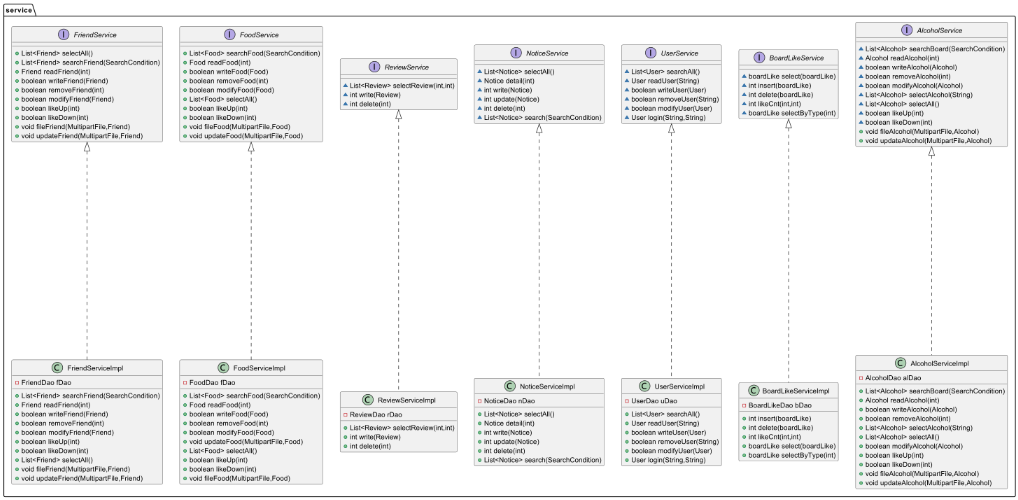 service
FriendService
List<Friend> selectAll()
List<Friend> searchFriend(SearchCondition)
Friend readFriend(int)
boolean writeFriend(Friend)
boolean removeFriend(int)
boolean modifyFriend(Friend)
boolean likeUp(int)
boolean likeDown(int)
void fileFriend(MultipartFile,Friend)
void updateFriend(MultipartFile,Friend)
FoodService
List<Food> searchFood(SearchCondition)
Food readFood(int)
boolean writeFood(Food)
boolean removeFood(int)
boolean modifyFood(Food)
List<Food> selectAll()
boolean likeUp(int)
boolean likeDown(int)
void fileFood(MultipartFile,Food)
void updateFood(MultipartFile,Food)
ReviewService
List<Review> selectReview(int,int)
int write(Review)
int delete(int)
NoticeService
List<Notice> selectAll()
Notice detail(int)
int write(Notice)
int update(Notice)
int delete(int)
List<Notice> search(SearchCondition)
UserService
List<User> searchAll()
User readUser(String)
boolean writeUser(User)
boolean removeUser(String)
boolean modifyUser(User)
User login(String,String)
BoardLikeService
boardLike select(boardLike)
int insert(boardLike)
int delete(boardLike)
int likeCnt(int,int)
boardLike selectByType(int)
AlcoholService
List<Alcohol> searchBoard(SearchCondition)
Alcohol readAlcohol(int)
boolean writeAlcohol(Alcohol)
boolean removeAlcohol(int)
boolean modifyAlcohol(Alcohol)
List<Alcohol> selectAlcohol(String)
List<Alcohol> selectAll()
boolean likeUp(int)
boolean likeDown(int)
void fileAlcohol(MultipartFile,Alcohol)
void updateAlcohol(MultipartFile,Alcohol)
FriendServiceImpl
FriendDao fDao
List<Friend> searchFriend(SearchCondition)
Friend readFriend(int)
boolean writeFriend(Friend)
boolean removeFriend(int)
boolean modifyFriend(Friend)
boolean likeUp(int)
boolean likeDown(int)
List<Friend> selectAll()
void fileFriend(MultipartFile,Friend)
void updateFriend(MultipartFile,Friend)
FoodServiceImpl
FoodDao fDao
List<Food> searchFood(SearchCondition)
Food readFood(int)
boolean writeFood(Food)
boolean removeFood(int)
boolean modifyFood(Food)
void updateFood(MultipartFile,Food)
List<Food> selectAll()
boolean likeUp(int)
boolean likeDown(int)
void fileFood(MultipartFile,Food)
ReviewServiceImpl
ReviewDao rDao
List<Review> selectReview(int,int)
int write(Review)
int delete(int)
NoticeServiceImpl
NoticeDao nDao
List<Notice> selectAll()
Notice detail(int)
int write(Notice)
int update(Notice)
int delete(int)
List<Notice> search(SearchCondition)
UserServiceImpl
UserDao uDao
List<User> searchAll()
User readUser(String)
boolean writeUser(User)
boolean removeUser(String)
boolean modifyUser(User)
User login(String,String)
BoardLikeServiceImpl
BoardLikeDao bDao
int insert(boardLike)
int delete(boardLike)
int likeCnt(int,int)
boardLike select(boardLike)
boardLike selectByType(int)
AlcoholServiceImpl
AlcoholDao alDao
List<Alcohol> searchBoard(SearchCondition)
Alcohol readAlcohol(int)
boolean writeAlcohol(Alcohol)
boolean removeAlcohol(int)
List<Alcohol> selectAlcohol(String)
List<Alcohol> selectAll()
boolean modifyAlcohol(Alcohol)
boolean likeUp(int)
boolean likeDown(int)
void fileAlcohol(MultipartFile,Alcohol)
void updateAlcohol(MultipartFile,Alcohol)